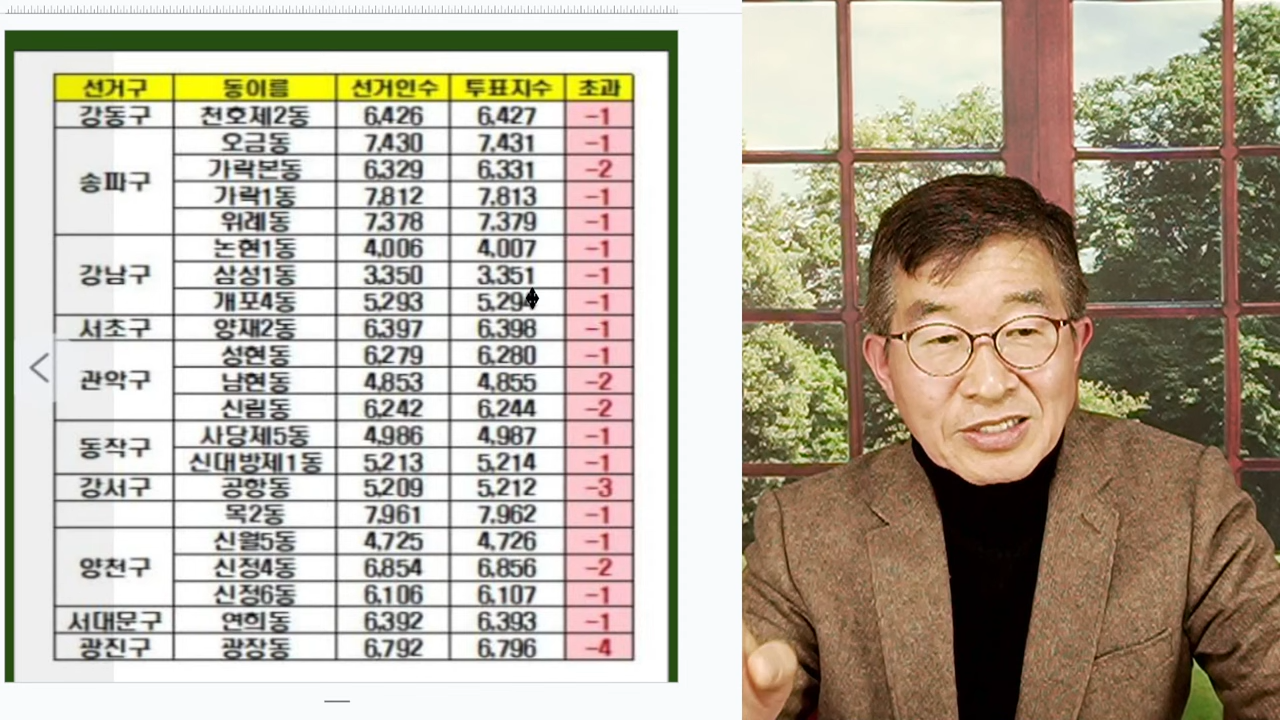 선거구 동이름 선거인수 투표지수 초과
강동구 천호제2동 6,426 6,427 -1
송파구 오금동 7,430 7,431 -1
가락본동 6,329 6,331 -2
가락1동 7,812 7,813 -1
위례동 7,378 7,379 -1
강남구 논현1동 4,006 4,007 -1
삼성1동 3,350 3,351 -1
개포4동 5,293 5,294 -1
서초구 양재2동 6,397 6,398 -1
관악구 성현동 6,279 6,280 -1
남현동 4,853 4,855 -2
신림동 6,242 6,244 -2
동작구 사당제5동 4,986 4,987 -1
신대방제1동 5,213 5,214 -1
강서구 공항동 5,209 5,212 -3
목2동 7,961 7,962 -1
양천구 신월5동 4,725 4,726 -1
신정4동 6,854 6,856 -2
신정6동 6,106 6,107 -1
서대문구 연희동 6,392 6,393 -1
광진구 광장동 6,792 6,796 -4